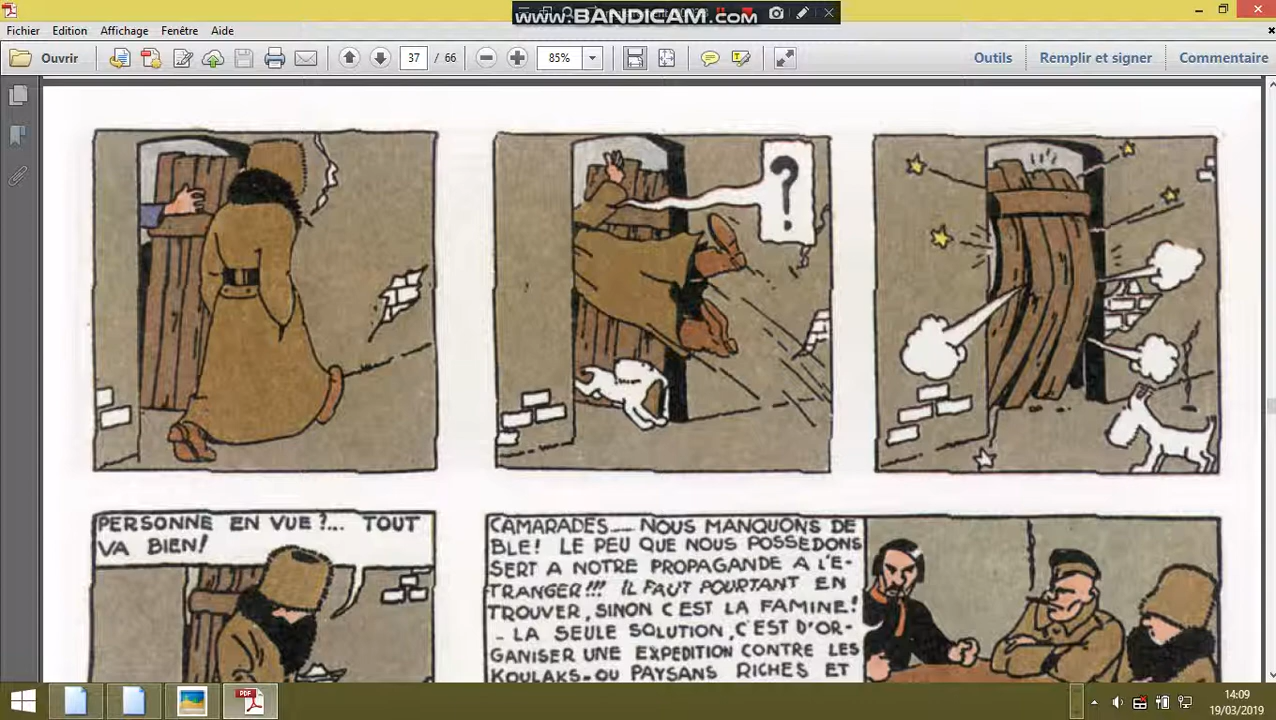 www.BANDICAM.com
Fichier Edition Affichage Fenêtre Aide
Ouvrir 37 / 66 85% Outils Remplir et signer Commentaire
?
PERSONNE EN VUE?... TOUT
VA BIEN!
CAMARADES.... NOUS MANQUONS DE
BLE! LE PEU QUE NOUS POSSEDONS
SERT A NOTRE PROPAGANDE A L'E-
TRANGER!!! IL FAUT POURTANT EN
TROUVER, SINON C'EST LA FAMINE!
- LA SEULE SOLUTION, C'EST D'OR-
GANISER UNE EXPEDITION CONTRE LES
KOULAKS-OU PAYSANS RICHES ET
PDF
14:09
19/03/2019